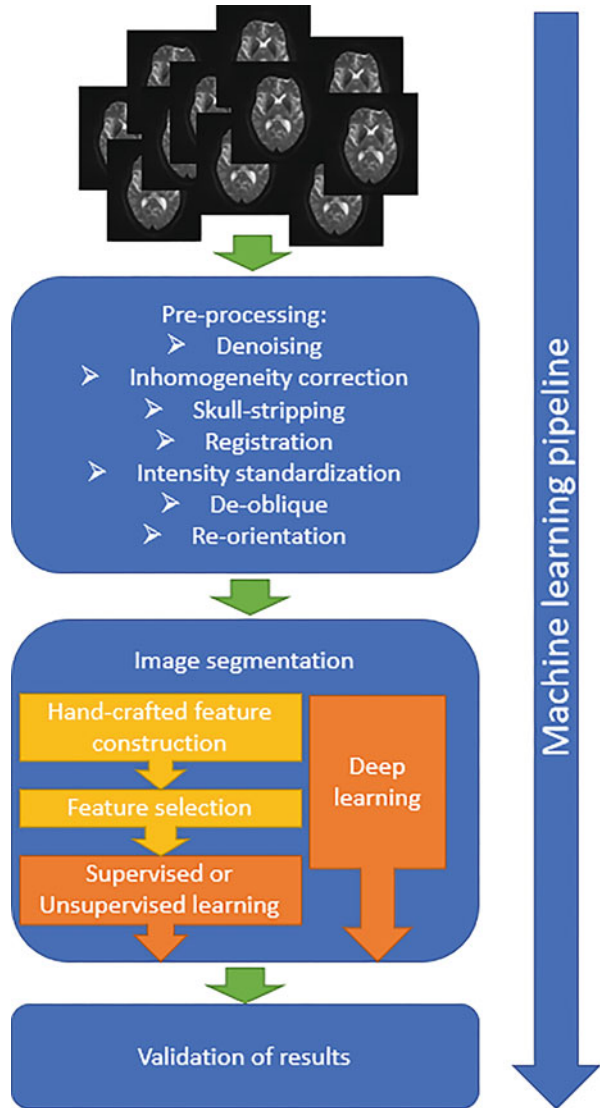 Pre-processing:
➢ Denoising
➢ Inhomogeneity correction
➢ Skull-stripping
➢ Registration
➢ Intensity standardization
➢ De-oblique
➢ Re-orientation
Image segmentation
Hand-crafted feature
construction
Feature selection
Supervised or
Unsupervised learning
Deep
learning
Validation of results
Machine learning pipeline